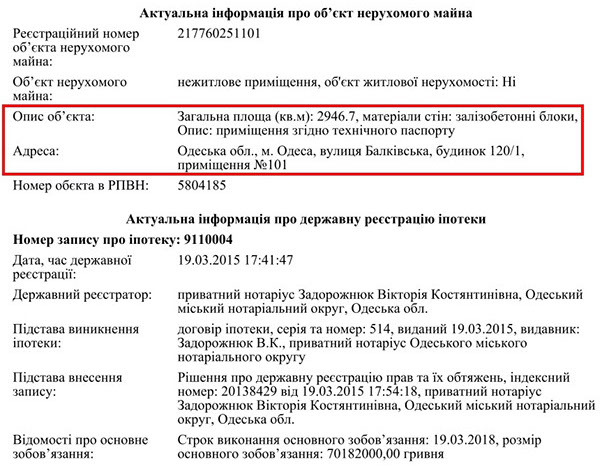 Актуальна інформація про об’єкт нерухомого майна
Реєстраційний номер 217760251101
об’єкта нерухомого
майна:
Об’єкт нерухомого нежитлове приміщення, об'єкт житлової нерухомості: Ні
майна:
Опис об’єкта: Загальна площа (кв.м): 2946.7, матеріали стін: залізобетонні блоки,
Опис: приміщення згідно технічного паспорту
Адреса: Одеська обл., м. Одеса, вулиця Балківська, будинок 120/1,
приміщення №101
Номер обєкта в РПВН: 5804185
Актуальна інформація про державну реєстрацію іпотеки
Номер запису про іпотеку: 9110004
Дата, час державної 19.03.2015 17:41:47
реєстрації:
Державний реєстратор: приватний нотаріус Задорожнюк Вікторія Костянтинівна, Одеський
міський нотаріальний округ, Одеська обл.
Підстава виникнення договір іпотеки, серія та номер: 514, виданий 19.03.2015, видавник:
іпотеки: Задорожнюк В.К., приватний нотаріус Одеського міського
нотаріального округу
Підстава внесення Рішення про державну реєстрацію прав та їх обтяжень, індексний
запису: номер: 20138429 від 19.03.2015 17:54:18, приватний нотаріус
Задорожнюк Вікторія Костянтинівна, Одеський міський нотаріальний
округ, Одеська обл.
Відомості про основне Строк виконання основного зобов’язання: 19.03.2018, розмір
зобов’язання: основного зобов’язання: 70182000,00 гривня